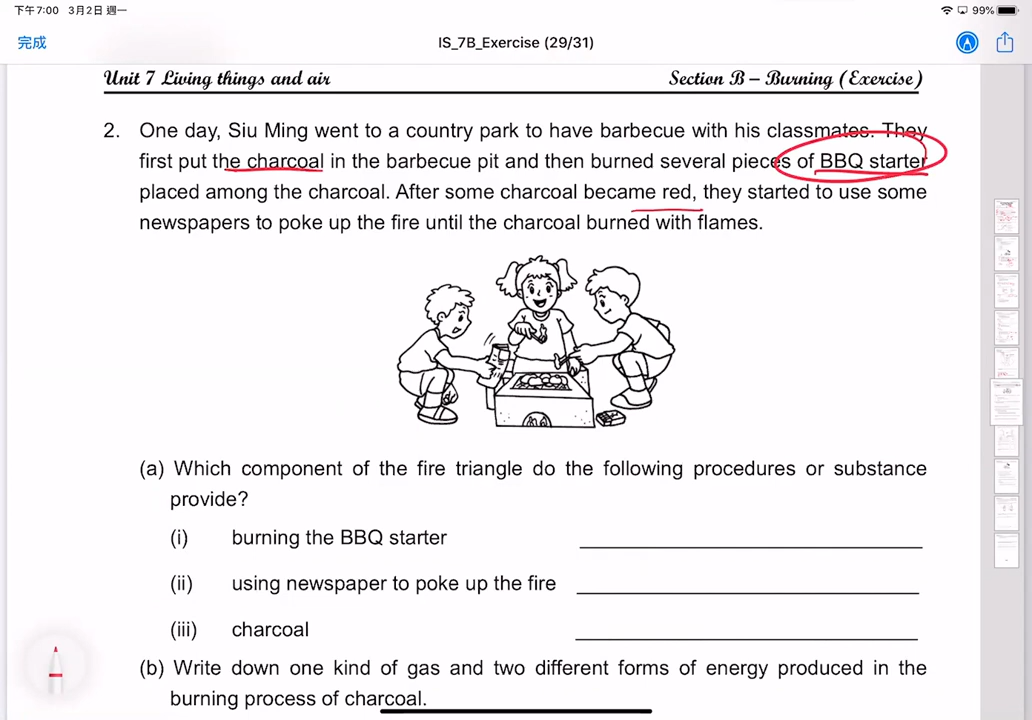 下午7:00 3月2日 週一
99%
完成
IS_7B_Exercise (29/31)
Unit 7 Living things and air
Section B – Burning (Exercise)
2. One day, Siu Ming went to a country park to have barbecue with his classmates. They
first put the charcoal in the barbecue pit and then burned several pieces of BBQ starter
placed among the charcoal. After some charcoal became red, they started to use some
newspapers to poke up the fire until the charcoal burned with flames.
(a) Which component of the fire triangle do the following procedures or substance
provide?
(i) burning the BBQ starter
(ii) using newspaper to poke up the fire
(iii) charcoal
(b) Write down one kind of gas and two different forms of energy produced in the
burning process of charcoal.